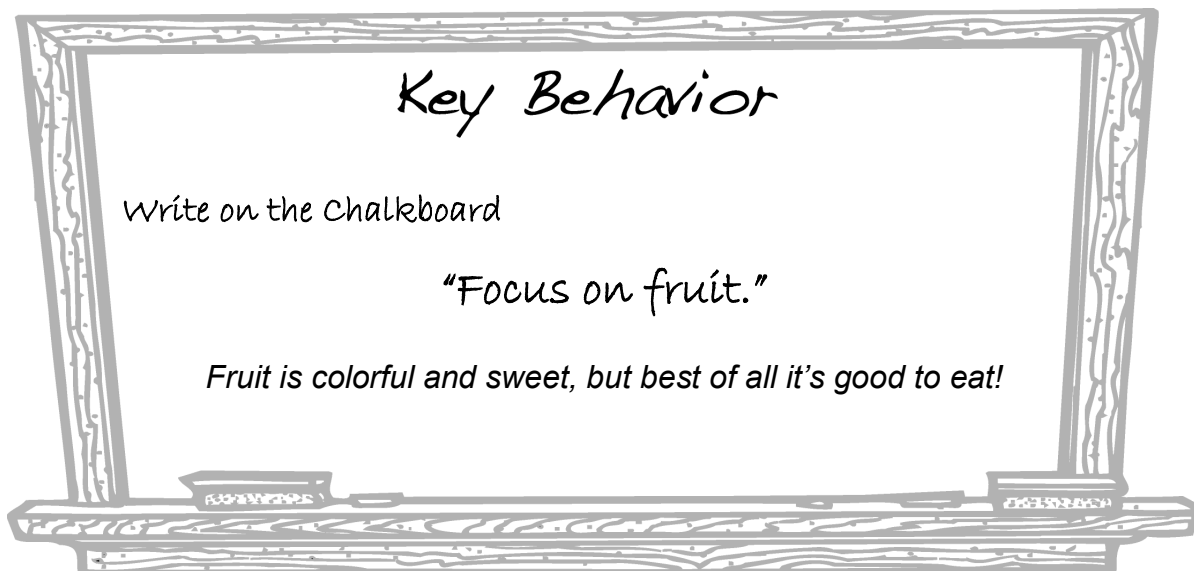 Key Behavior
Write on the Chalkboard
“Focus on fruit.”
Fruit is colorful and sweet, but best of all it’s good to eat!